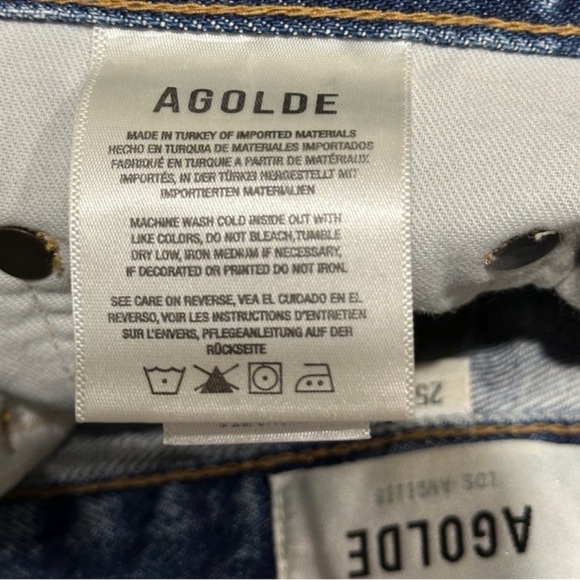 AGOLDE
MADE IN TURKEY OF IMPORTED MATERIALS
HECHO EN TURQUIA DE MATERIALES IMPORTADOS
FABRIQUÉ EN TURQUIE A PARTIR DE MATÉRIAUX
IMPORTÉS, IN DER TÜRKEI HERGESTELLT MIT
IMPORTIERTEN MATERIALIEN
MACHINE WASH COLD INSIDE OUT WITH
LIKE COLORS, DO NOT BLEACH,TUMBLE
DRY LOW, IRON MEDIUM IF NECESSARY,
IF DECORATED OR PRINTED DO NOT IRON.
SEE CARE ON REVERSE, VEA EL CUIDADO EN EL
REVERSO, VOIR LES INSTRUCTIONS D'ENTRETIEN
SUR L'ENVERS, PFLEGEANLEITUNG AUF DER
RÜCKSEITE
25
LOS ANGELES
AGOLDE